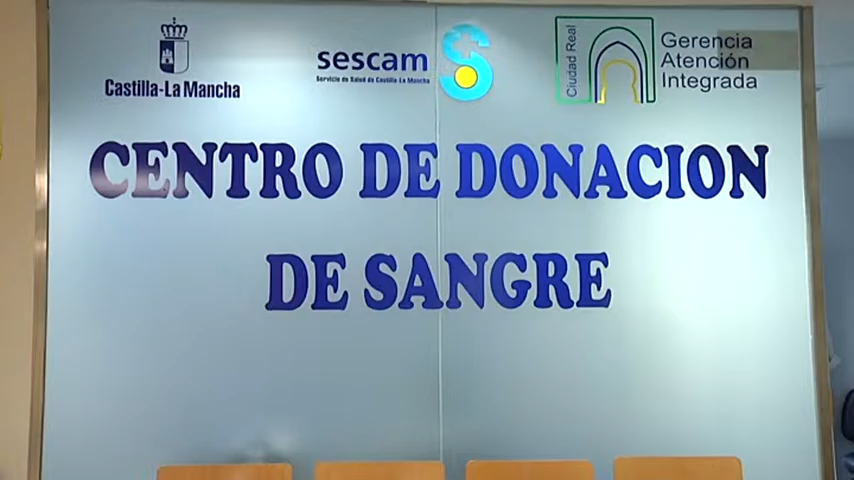 Castilla-La Mancha
sescam
Servicio de Salud de Castilla-La Mancha
Ciudad Real
Gerencia
Atención
Integrada
CENTRO DE DONACION
DE SANGRE